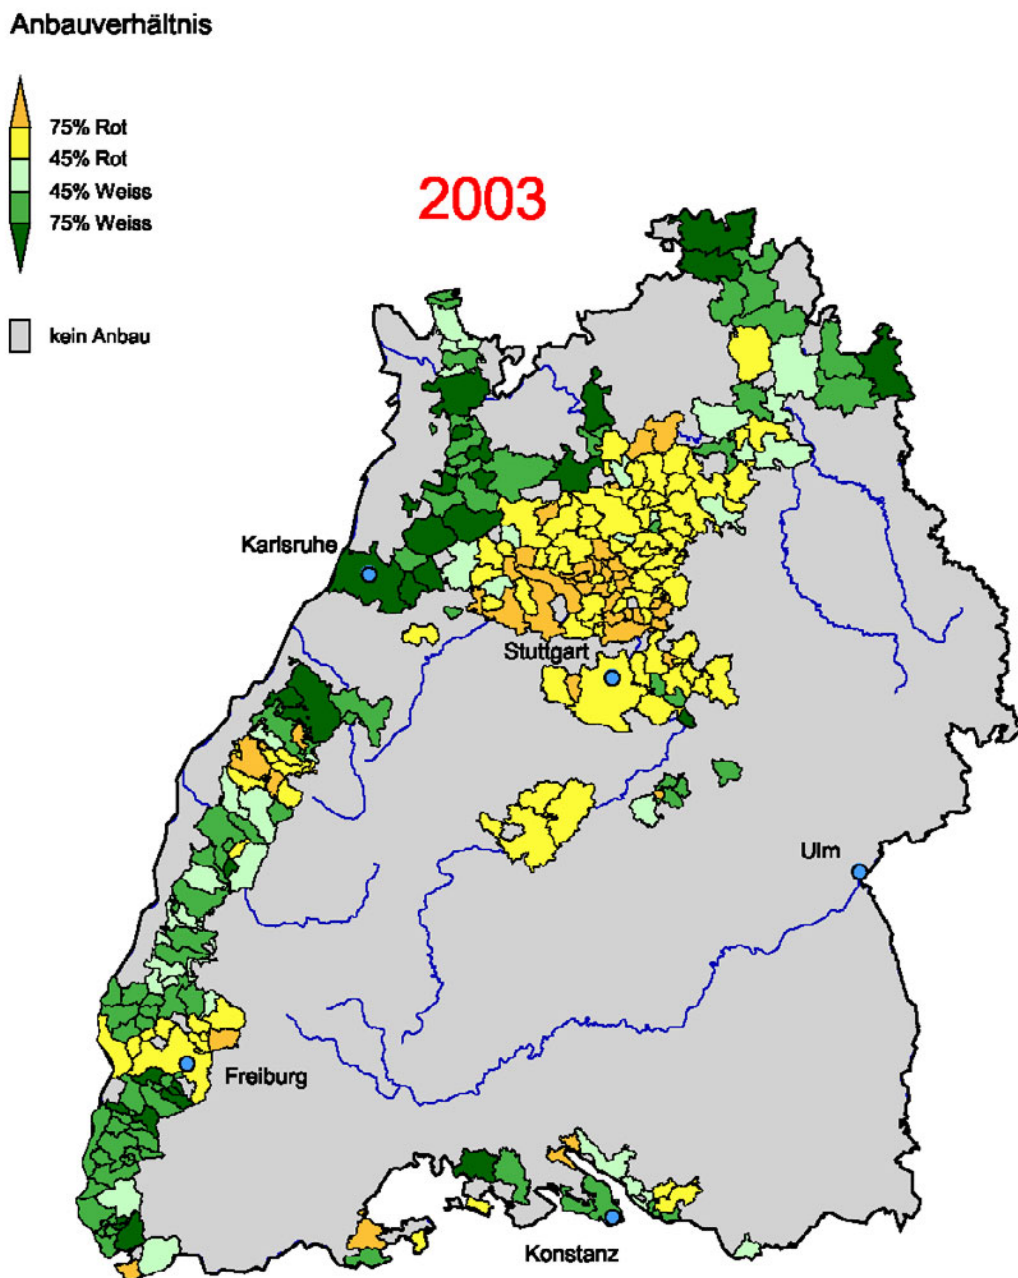 Anbauverhältnis
75% Rot
45% Rot
45% Weiss
75% Weiss
kein Anbau
2003
Karlsruhe
Stuttgart
Ulm
Freiburg
Konstanz